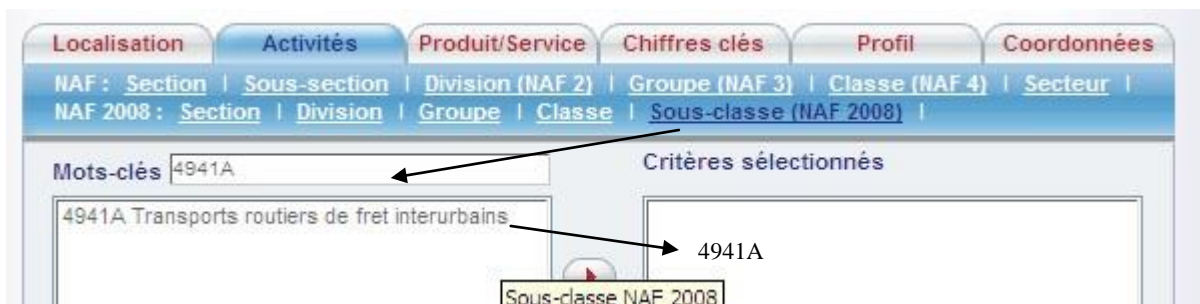 Localisation Activités Produit/Service Chiffres clés Profil Coordonnées
NAF : Section | Sous-section | Division (NAF 2) | Groupe (NAF 3) | Classe (NAF 4) | Secteur |
NAF 2008 : Section | Division | Groupe | Classe | Sous-classe (NAF 2008) |
Mots-clés 4941A Critères sélectionnés
4941A Transports routiers de fret interurbains
4941A
Sous-classe NAF 2008